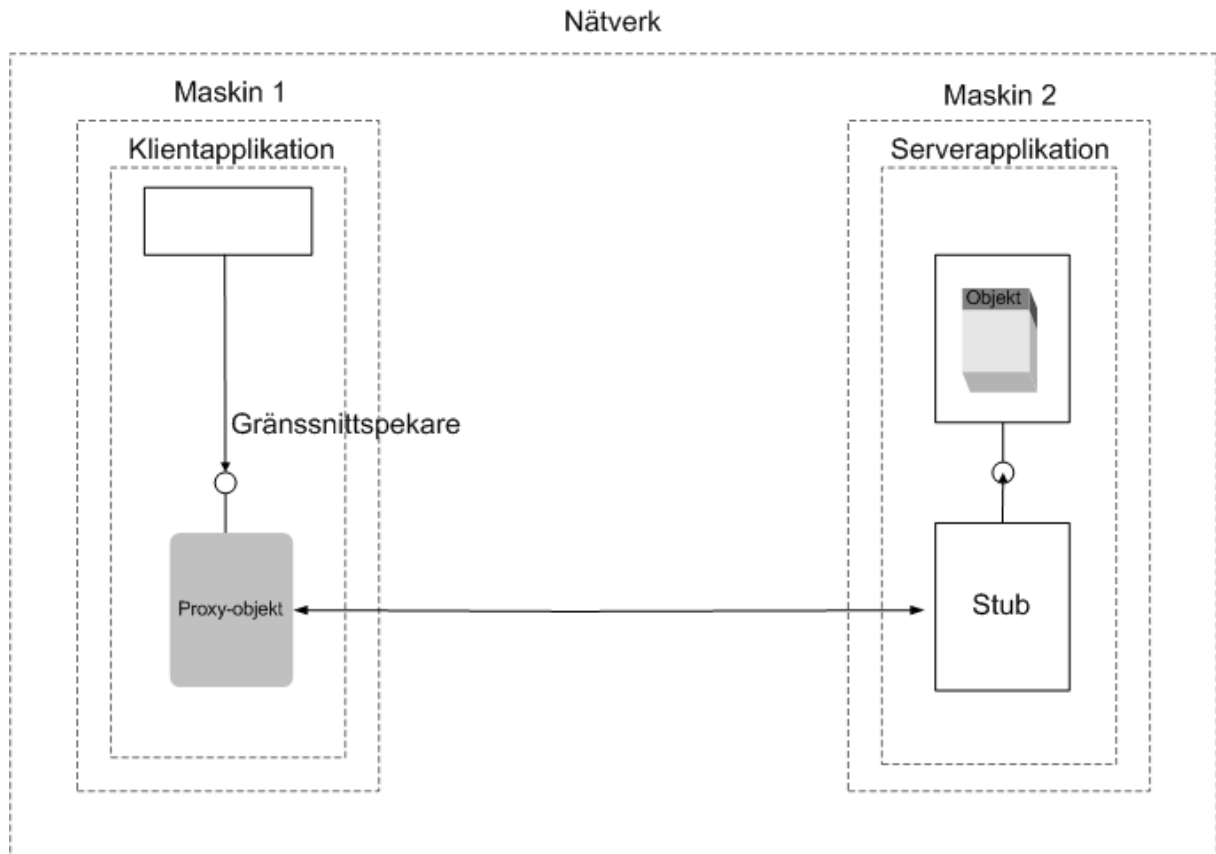 Nätverk
Maskin 1
Maskin 2
Klientapplikation
Serverapplikation
Objekt
Gränssnittspekare
Proxy-objekt
Stub